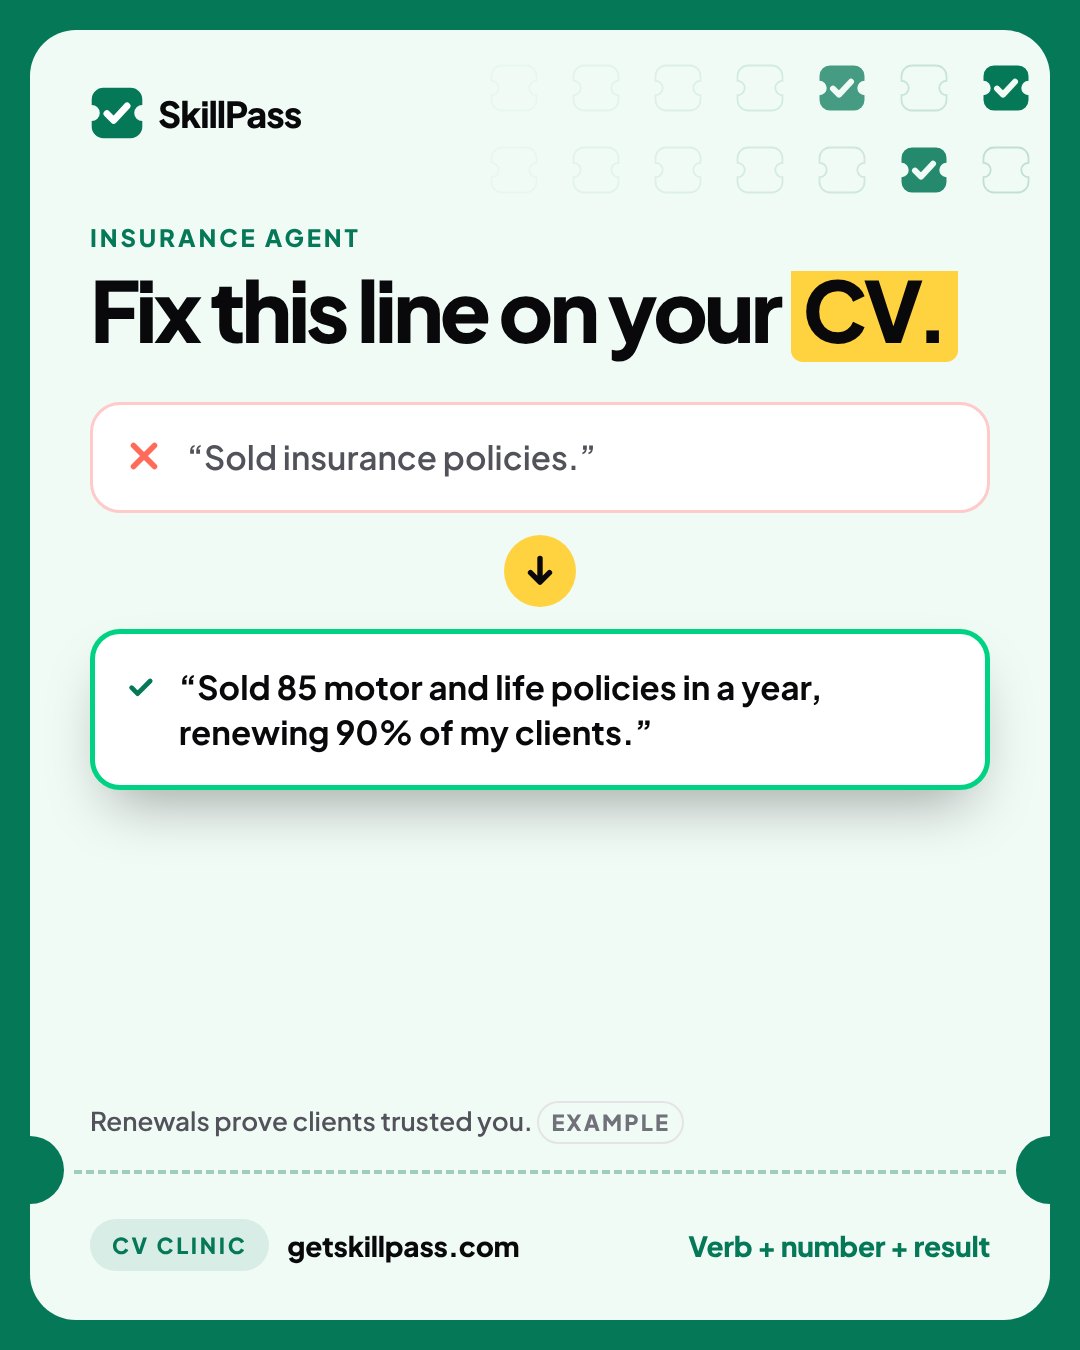 SkillPass
INSURANCE AGENT
Fix this line on your CV.
“Sold insurance policies.”
“Sold 85 motor and life policies in a year,
renewing 90% of my clients.”
Renewals prove clients trusted you. EXAMPLE
CV CLINIC getskillpass.com Verb + number + result